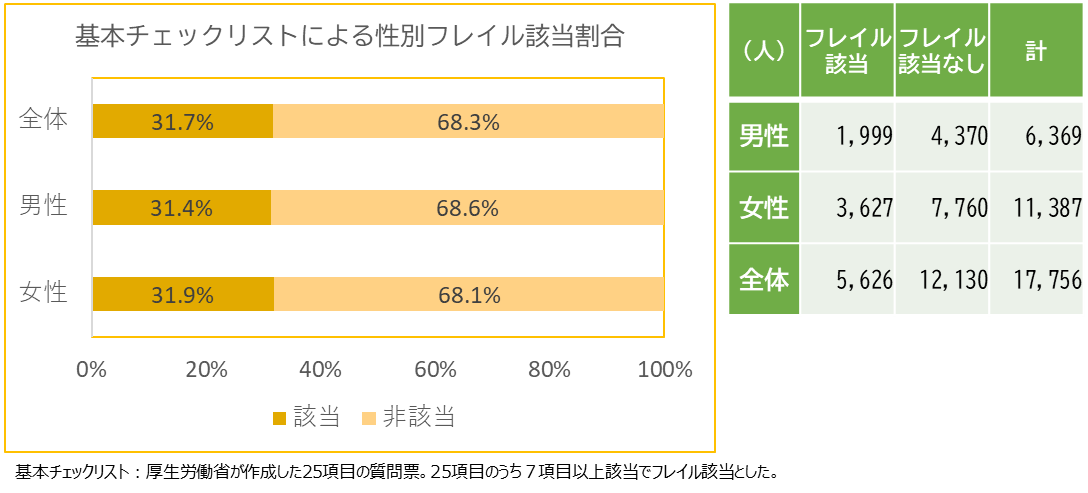 基本チェックリストによる性別フレイル該当割合
全体 31.7% 68.3%
男性 31.4% 68.6%
女性 31.9% 68.1%
0% 20% 40% 60% 80% 100%
該当 非該当
（人） フレイル該当 フレイル該当なし 計
男性 1,999 4,370 6,369
女性 3,627 7,760 11,387
全体 5,626 12,130 17,756
基本チェックリスト：厚生労働省が作成した25項目の質問票。25項目のうち７項目以上該当でフレイル該当とした。